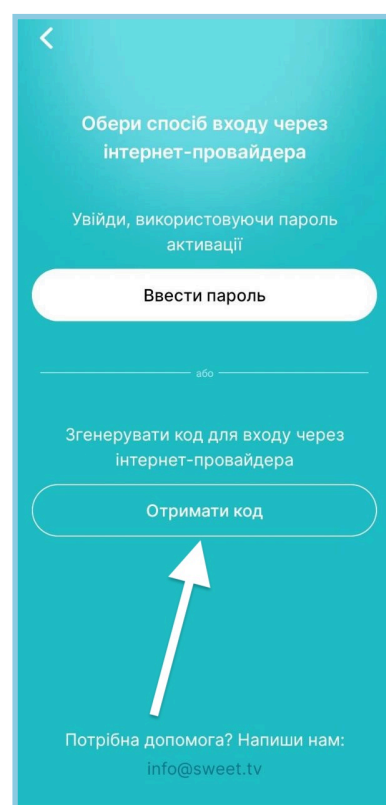 Обери спосіб входу через
інтернет-провайдера
Увійди, використовуючи пароль
активації
Ввести пароль
або
Згенерувати код для входу через
інтернет-провайдера
Отримати код
Потрібна допомога? Напиши нам:
info@sweet.tv